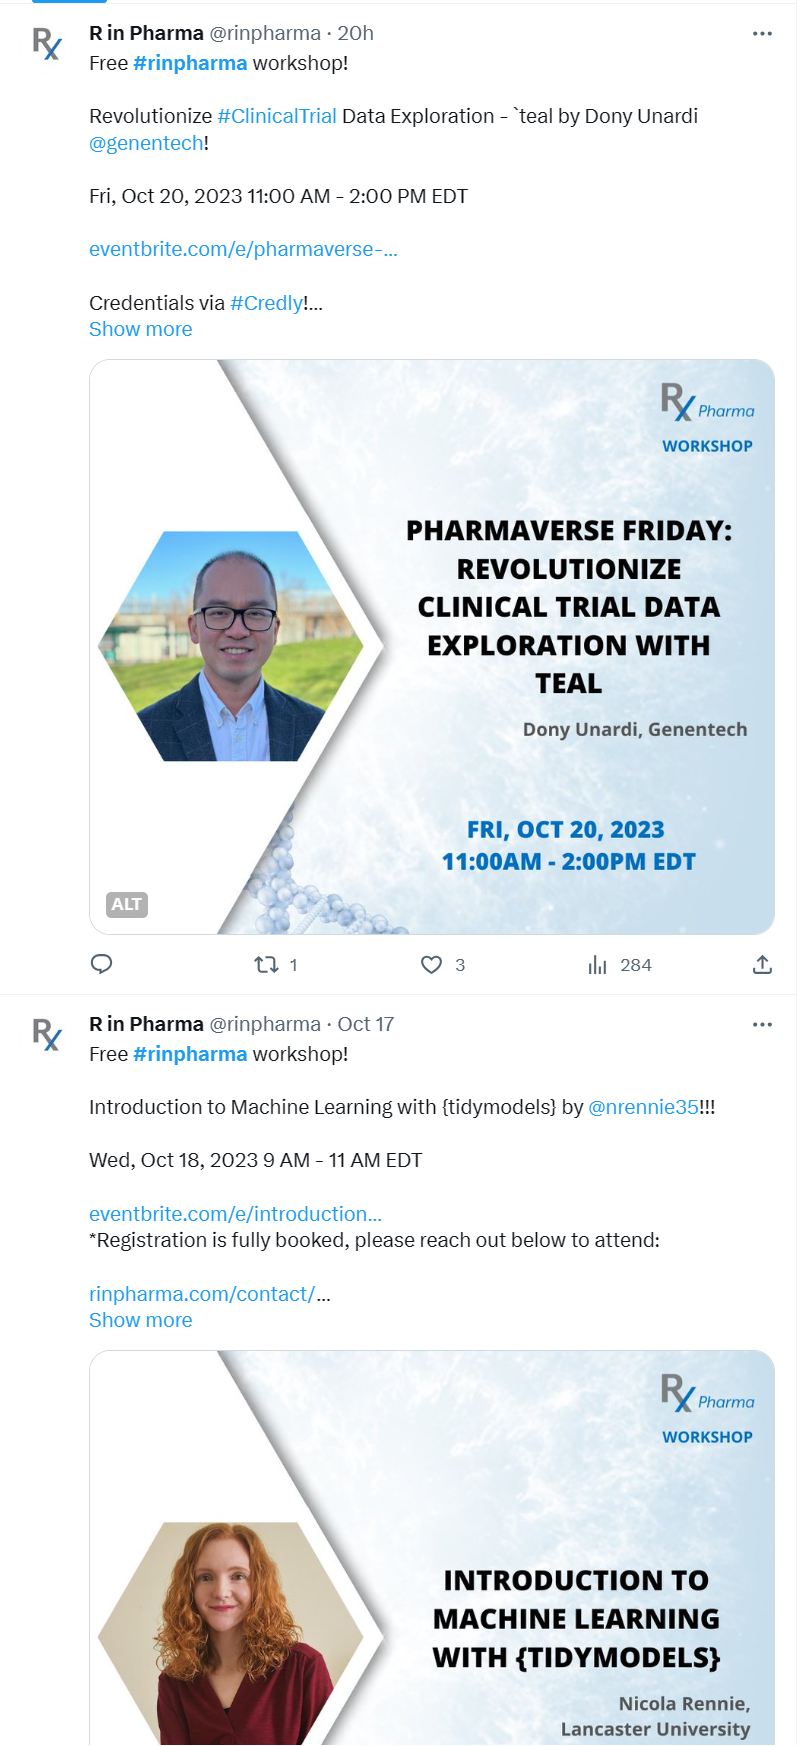 R in Pharma @rinpharma · 20h
Free #rinpharma workshop!
Revolutionize #ClinicalTrial Data Exploration - `teal by Dony Unardi
@genentech!
Fri, Oct 20, 2023 11:00 AM - 2:00 PM EDT
eventbrite.com/e/pharmaverse-...
Credentials via #Credly!...
Show more
Rx Pharma
WORKSHOP
PHARMAVERSE FRIDAY:
REVOLUTIONIZE
CLINICAL TRIAL DATA
EXPLORATION WITH
TEAL
Dony Unardi, Genentech
FRI, OCT 20, 2023
11:00AM - 2:00PM EDT
ALT
1 3 284
R in Pharma @rinpharma · Oct 17
Free #rinpharma workshop!
Introduction to Machine Learning with {tidymodels} by @nrennie35!!!
Wed, Oct 18, 2023 9 AM - 11 AM EDT
eventbrite.com/e/introduction...
*Registration is fully booked, please reach out below to attend:
rinpharma.com/contact/...
Show more
Rx Pharma
WORKSHOP
INTRODUCTION TO
MACHINE LEARNING
WITH {TIDYMODELS}
Nicola Rennie,
Lancaster University